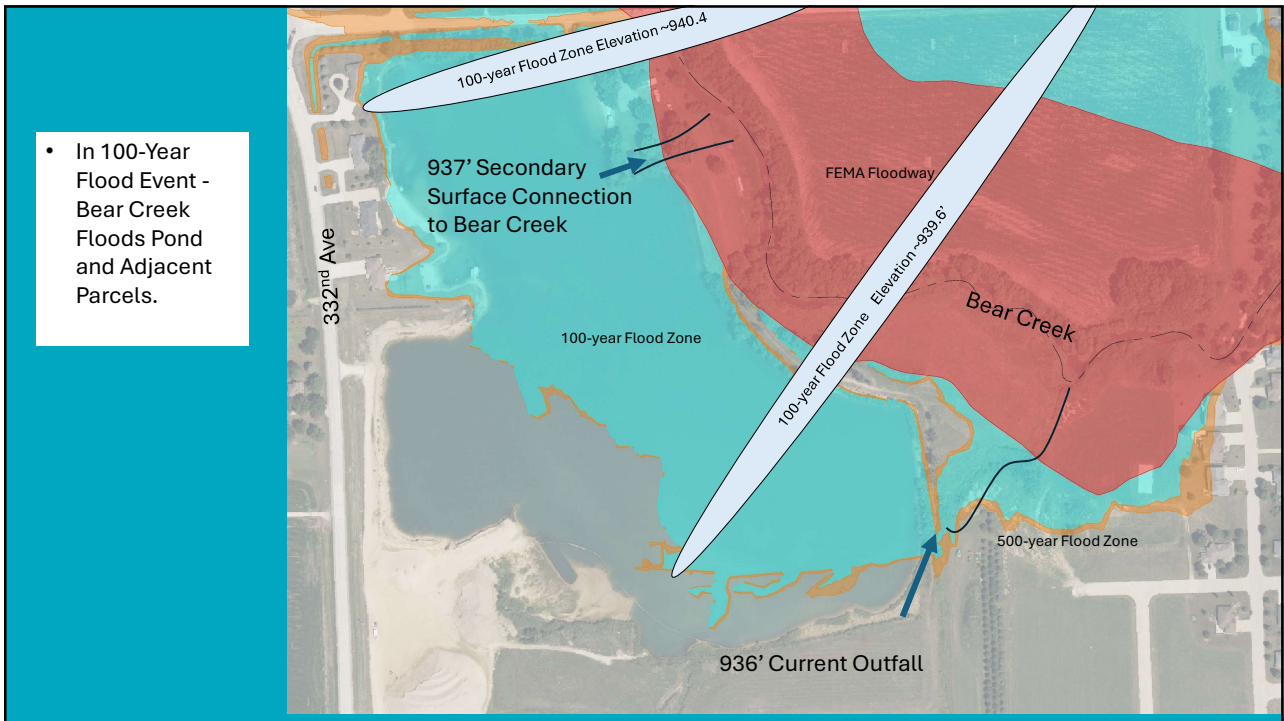 • In 100-Year
Flood Event -
Bear Creek
Floods Pond
and Adjacent
Parcels.
100-year Flood Zone Elevation ~940.4
937’ Secondary
Surface Connection
to Bear Creek
FEMA Floodway
332nd Ave
100-year Flood Zone Elevation ~939.6’
Bear Creek
100-year Flood Zone
500-year Flood Zone
936’ Current Outfall